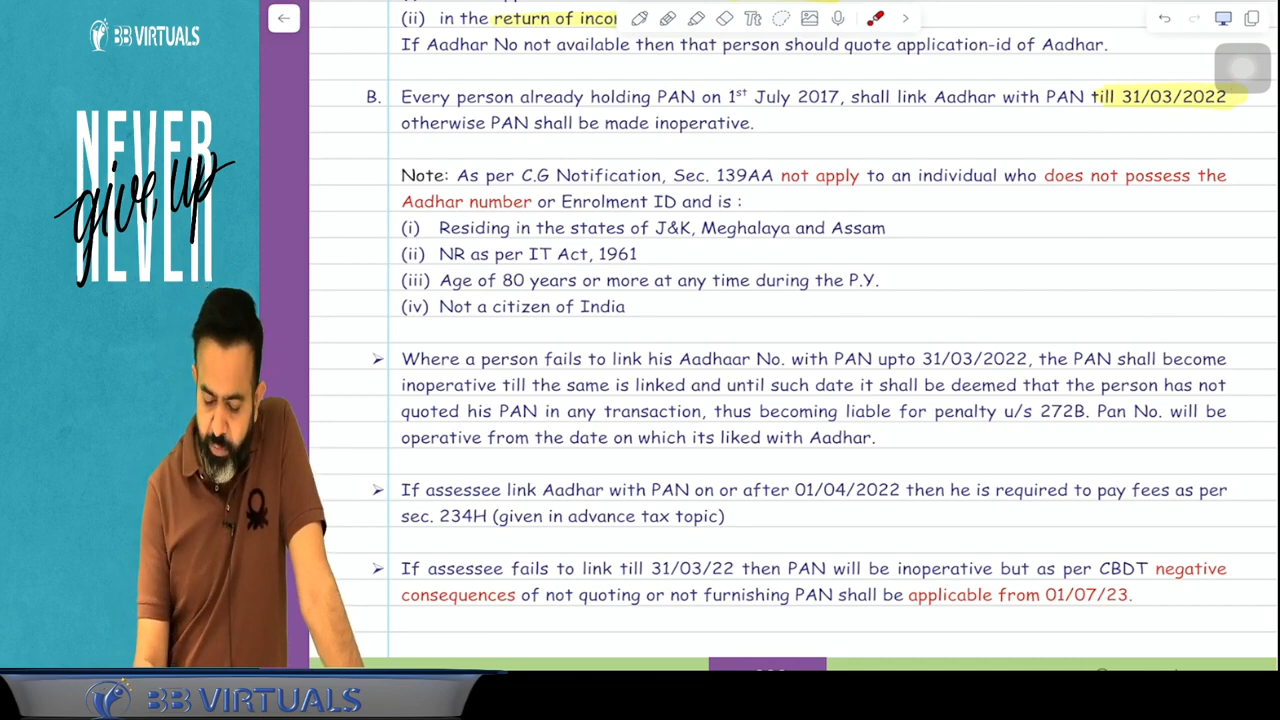 BB VIRTUALS
NEVER
give up
NEVER
(ii) in the return of
If Aadhar No not available then that person should quote application-id of Aadhar.
B. Every person already holding PAN on 1st July 2017, shall link Aadhar with PAN till 31/03/2022
otherwise PAN shall be made inoperative.
Note: As per C.G Notification, Sec. 139AA not apply to an individual who does not possess the
Aadhar number or Enrolment ID and is :
(i) Residing in the states of J&K, Meghalaya and Assam
(ii) NR as per IT Act, 1961
(iii) Age of 80 years or more at any time during the P.Y.
(iv) Not a citizen of India
➢ Where a person fails to link his Aadhaar No. with PAN upto 31/03/2022, the PAN shall become
inoperative till the same is linked and until such date it shall be deemed that the person has not
quoted his PAN in any transaction, thus becoming liable for penalty u/s 272B. Pan No. will be
operative from the date on which its liked with Aadhar.
➢ If assessee link Aadhar with PAN on or after 01/04/2022 then he is required to pay fees as per
sec. 234H (given in advance tax topic)
➢ If assessee fails to link till 31/03/22 then PAN will be inoperative but as per CBDT negative
consequences of not quoting or not furnishing PAN shall be applicable from 01/07/23.
BB VIRTUALS